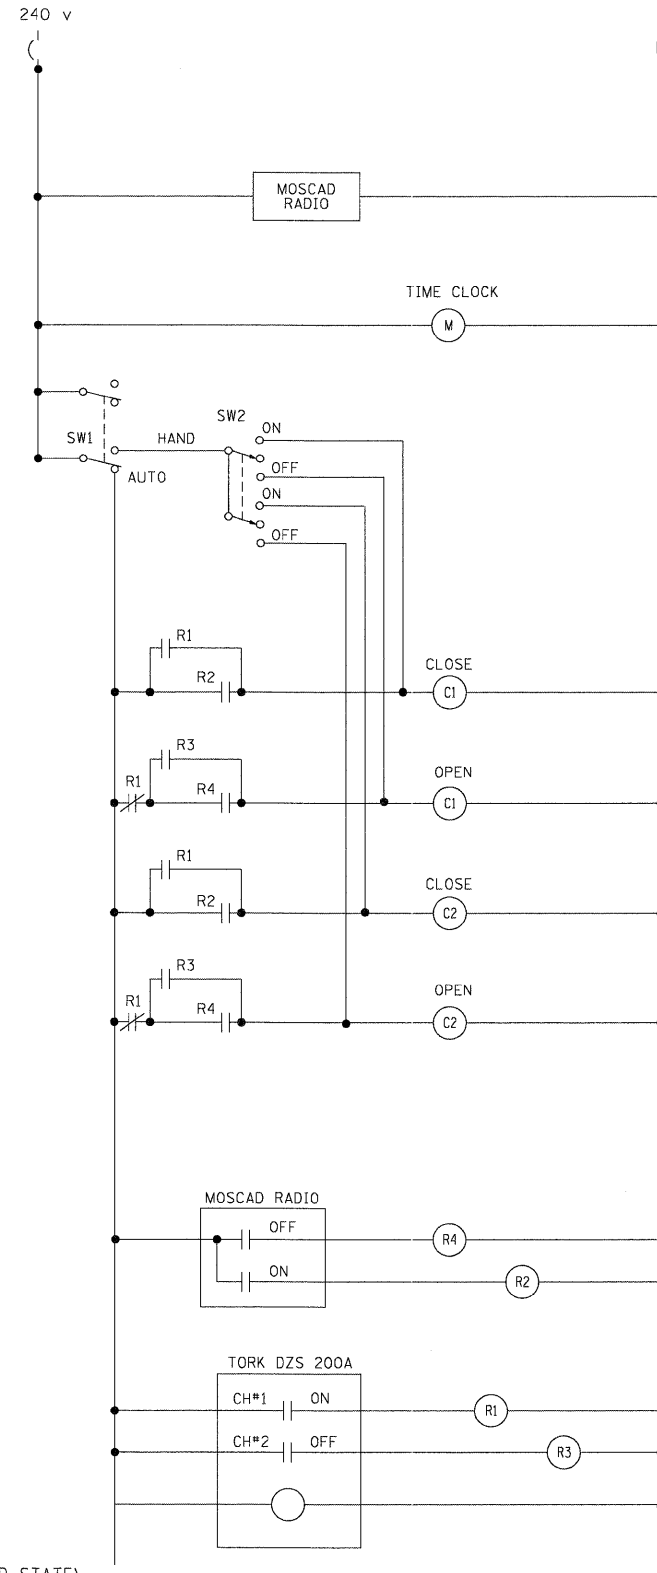 240 v
MOSCAD
RADIO
TIME CLOCK
M
SW1
HAND
AUTO
SW2
ON
OFF
ON
OFF
R1
R2
CLOSE
C1
R1
R3
R4
OPEN
C1
R1
R2
CLOSE
C2
R1
R3
R4
OPEN
C2
MOSCAD RADIO
OFF
R4
ON
R2
TORK DZS 200A
CH#1 ON
R1
CH#2 OFF
R3
STATE)